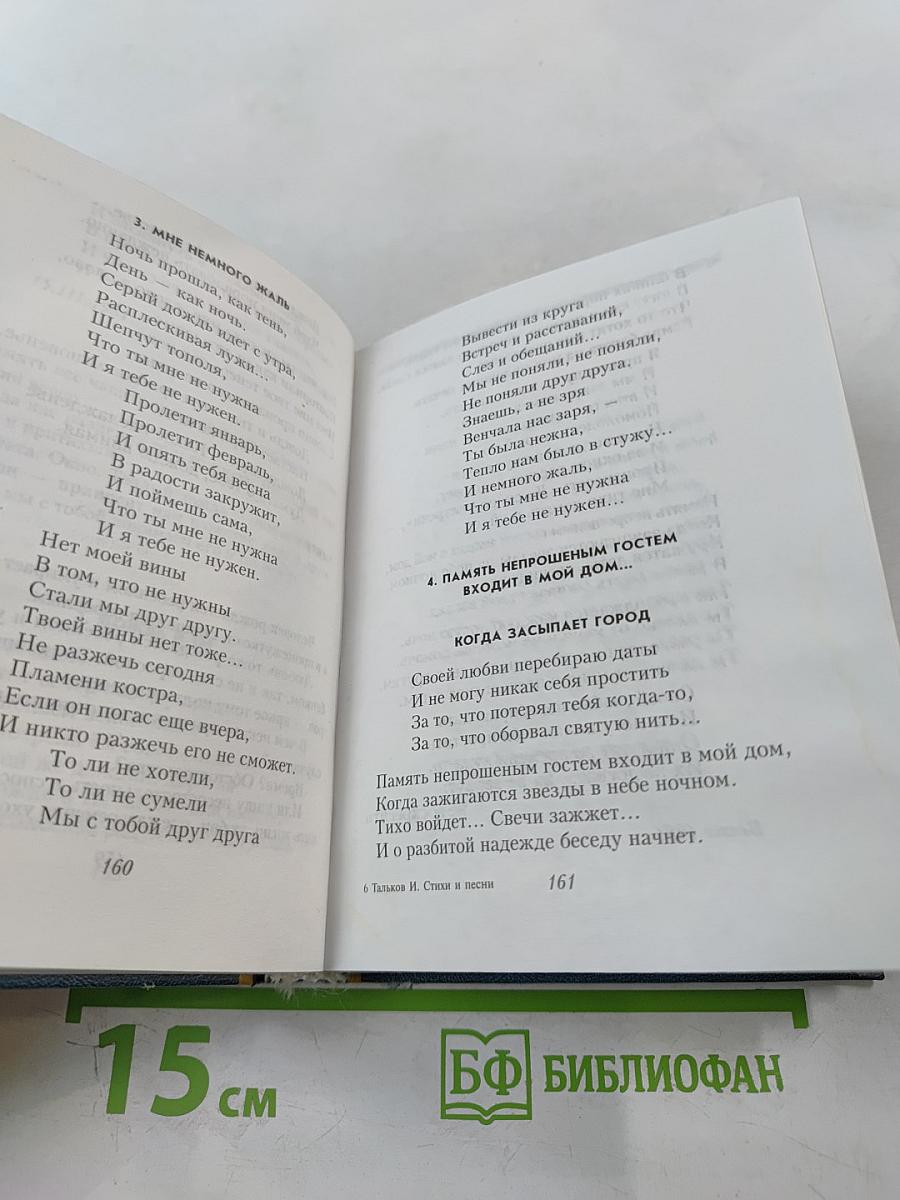 3. МНЕ НЕМНОГО ЖАЛЬ
Ночь прошла, как тень,
День — как ночь.
Серый дождь идет с утра,
Расплескивая лужи...
Шепчут тополя,
Что ты мне не нужна
И я тебе не нужен.
Пролетит январь,
Пролетит февраль,
И опять тебя весна
В радости закружит,
И поймешь сама,
Что ты мне не нужна
И я тебе не нужен.
Нет моей вины
В том, что не нужны
Стали мы друг другу.
Твоей вины нет тоже...
Не разжечь сегодня
Пламени костра,
Если он погас еще вчера,
И никто разжечь его не сможет.
То ли не хотели,
То ли не сумели
Мы с тобой друг друга
160
Вывести из круга
Встреч и расставаний,
Слез и обещаний...
Мы не поняли, не поняли,
Не поняли друг друга.
Знаешь, а не зря
Венчала нас заря, —
Ты была нежна,
Тепло нам было в стужу...
И немного жаль,
Что ты мне не нужна
И я тебе не нужен...
4. ПАМЯТЬ НЕПРОШЕНЫМ ГОСТЕМ
ВХОДИТ В МОЙ ДОМ...
КОГДА ЗАСЫПАЕТ ГОРОД
Своей любви перебираю даты
И не могу никак себя простить
За то, что потерял тебя когда-то,
За то, что оборвал святую нить...
Память непрошеным гостем входит в мой дом,
Когда зажигаются звезды в небе ночном.
Тихо войдет... Свечи зажжет...
И о разбитой надежде беседу начнет.
6 Тальков И. Стихи и песни
161
15 см
БФ БИБЛИОФАН